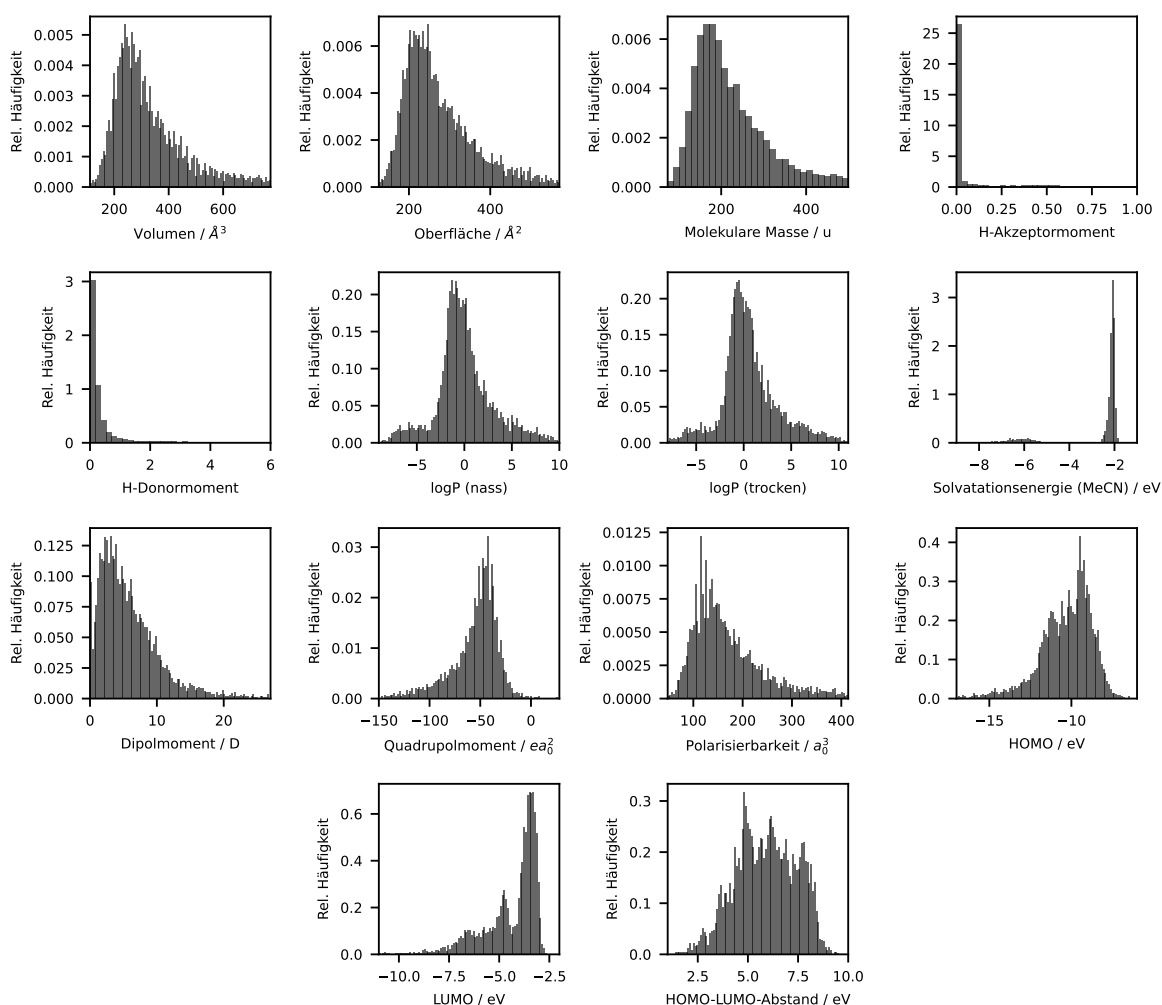 Rel. Häufigkeit
0.005
0.004
0.003
0.002
0.001
0.000
200 400 600
Volumen / Å³
Rel. Häufigkeit
0.006
0.004
0.002
0.000
200 400
Oberfläche / Å²
Rel. Häufigkeit
0.006
0.004
0.002
0.000
200 400
Molekulare Masse / u
Rel. Häufigkeit
25
20
15
10
5
0
0.00 0.25 0.50 0.75 1.00
H-Akzeptormoment
Rel. Häufigkeit
3
2
1
0
0 2 4 6
H-Donormoment
Rel. Häufigkeit
0.20
0.15
0.10
0.05
0.00
−5 0 5 10
logP (nass)
Rel. Häufigkeit
0.20
0.15
0.10
0.05
0.00
−5 0 5 10
logP (trocken)
Rel. Häufigkeit
3
2
1
0
−8 −6 −4 −2
Solvatationsenergie (MeCN) / eV
Rel. Häufigkeit
0.125
0.100
0.075
0.050
0.025
0.000
0 10 20
Dipolmoment / D
Rel. Häufigkeit
0.03
0.02
0.01
0.00
−150 −100 −50 0
Quadrupolmoment / ea₀²
Rel. Häufigkeit
0.0125
0.0100
0.0075
0.0050
0.0025
0.0000
100 200 300 400
Polarisierbarkeit / a₀³
Rel. Häufigkeit
0.4
0.3
0.2
0.1
0.0
−15 −10
HOMO / eV
Rel. Häufigkeit
0.6
0.4
0.2
0.0
−10.0 −7.5 −5.0 −2.5
LUMO / eV
Rel. Häufigkeit
0.3
0.2
0.1
0.0
2.5 5.0 7.5 10.0
HOMO-LUMO-Abstand / eV